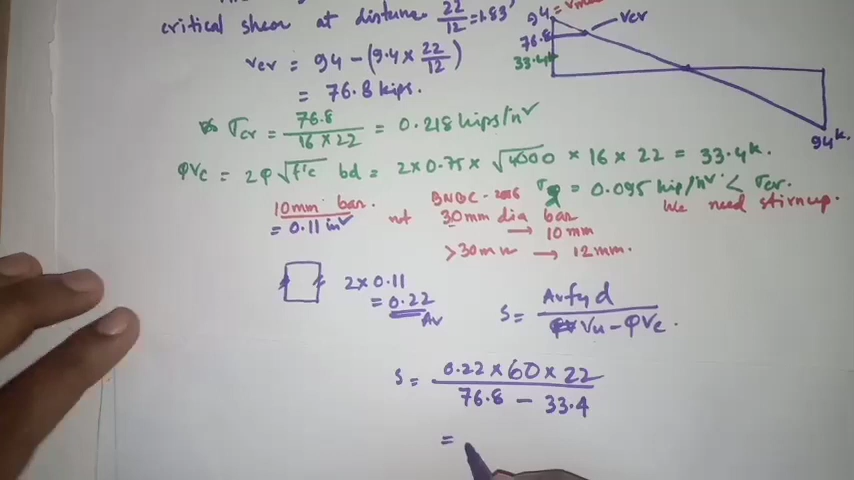 critical shear at distance 22/12 = 1.83'
Vcr = 94 - (9.4 × 22/12)
= 76.8 kips.
94
76.8
33.4k
Vcr
94k.
τcr = 76.8 / 16 × 22 = 0.218 kips/in²
φVc = 2φ √f'c bd = 2 × 0.75 × √4000 × 16 × 22 = 33.4k.
= 0.095 kip/in² < τcr.
We need stirrup.
10mm bar.
= 0.11 in²
BNBC-2006
30mm dia bar
→ 10mm
>30mm → 12mm.
2 × 0.11
= 0.22
Av
S = Av fy d / Vu - φVc .
S = 0.22 × 60 × 22 / 76.8 - 33.4
=